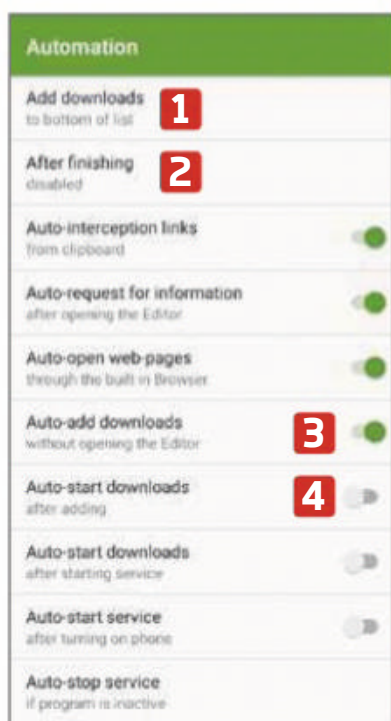 Automation
Add downloads
to bottom of list
1
After finishing
disabled
2
Auto-interception links
from clipboard
Auto-request for information
after opening the Editor
Auto-open web-pages
through the built in Browser
Auto-add downloads
without opening the Editor
3
Auto-start downloads
after adding
4
Auto-start downloads
after starting service
Auto-start service
after turning on phone
Auto-stop service
if program is inactive